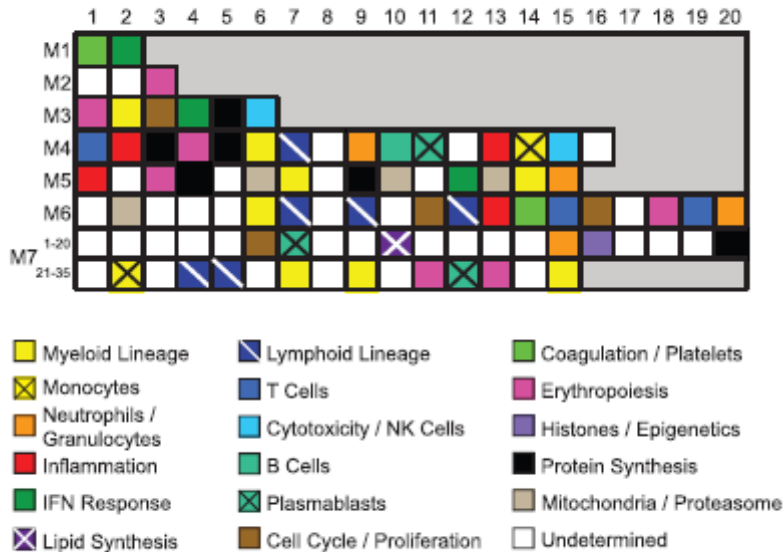 1 2 3 4 5 6 7 8 9 10 11 12 13 14 15 16 17 18 19 20
M1
M2
M3
M4
M5
M6
M7 1-20
21-35
Myeloid Lineage
Monocytes
Neutrophils /
Granulocytes
Inflammation
IFN Response
Lipid Synthesis
Lymphoid Lineage
T Cells
Cytotoxicity / NK Cells
B Cells
Plasmablasts
Cell Cycle / Proliferation
Coagulation / Platelets
Erythropoiesis
Histones / Epigenetics
Protein Synthesis
Mitochondria / Proteasome
Undetermined